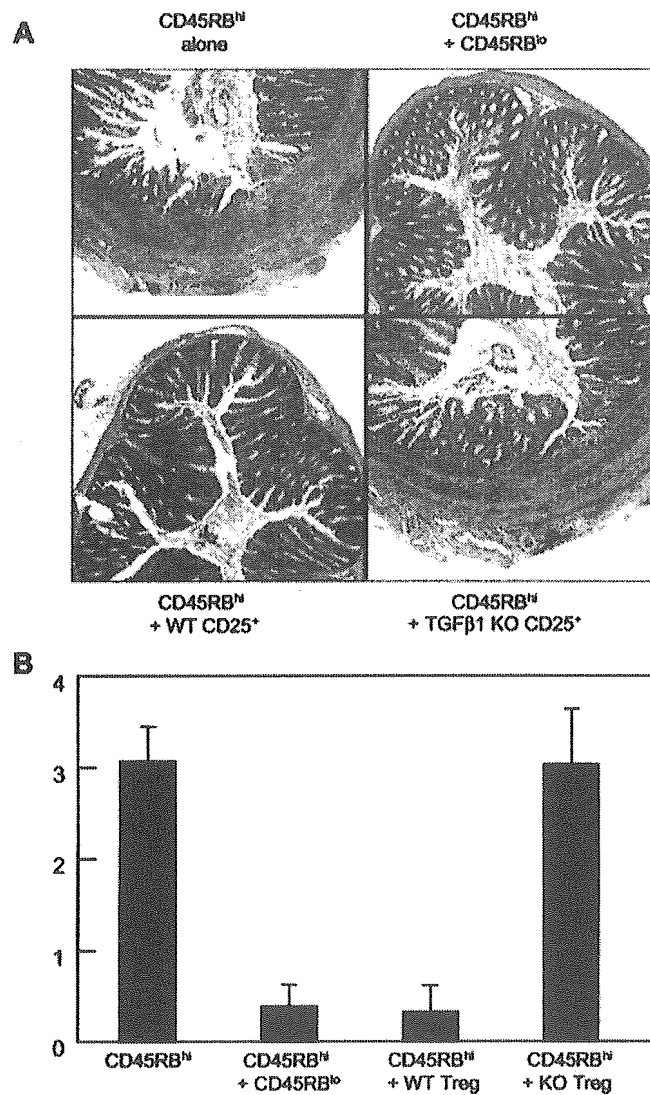 A
CD45RBʰⁱ
alone
CD45RBʰⁱ
+ CD45RBˡᵒ
CD45RBʰⁱ
+ WT CD25⁺
CD45RBʰⁱ
+ TGFβ1 KO CD25⁺
B
4
3
2
1
0
CD45RBʰⁱ
CD45RBʰⁱ
+ CD45RBˡᵒ
CD45RBʰⁱ
+ WT Treg
CD45RBʰⁱ
+ KO Treg